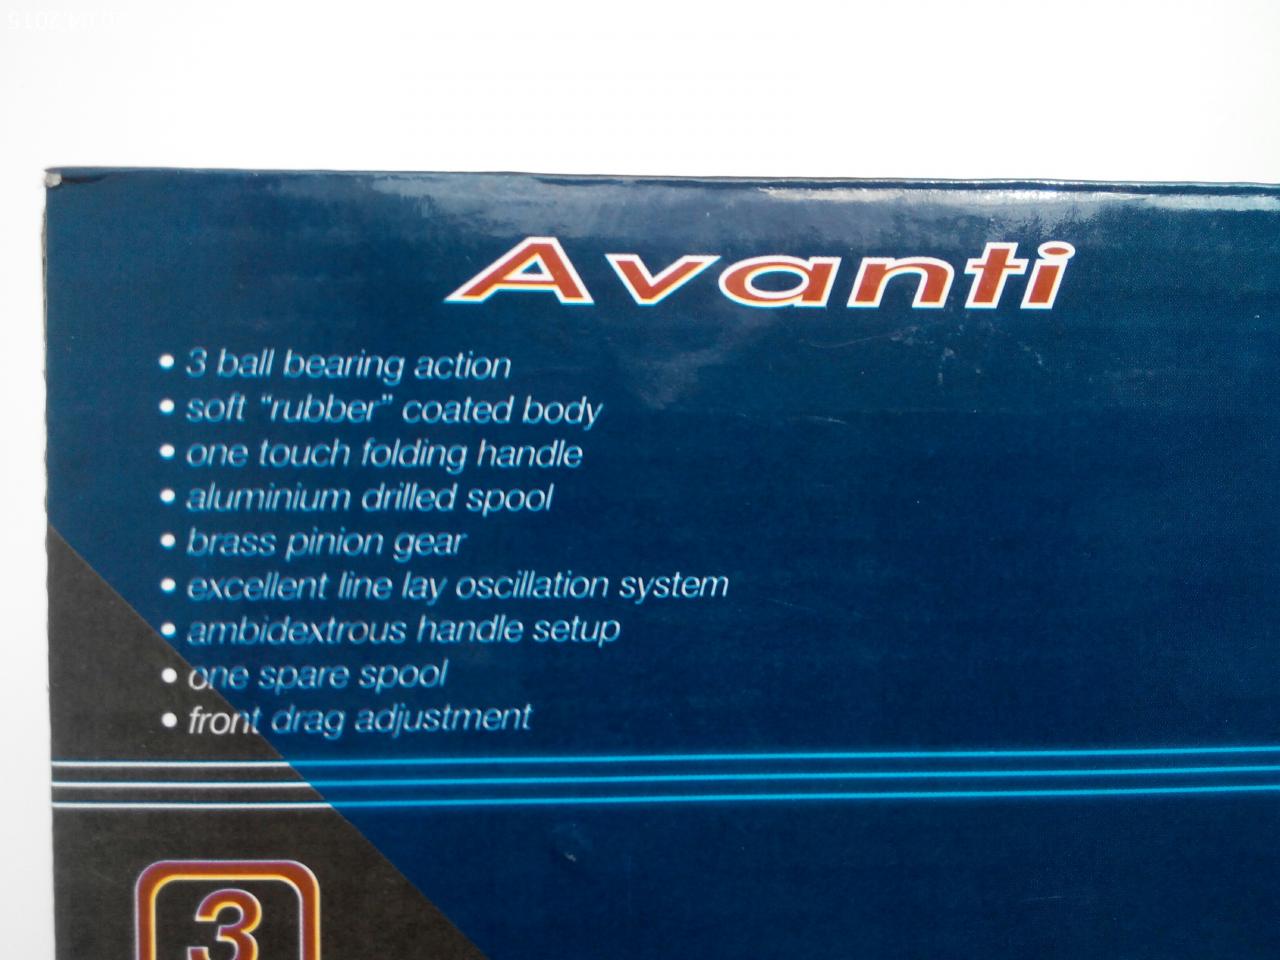 Avanti
• 3 ball bearing action
• soft "rubber" coated body
• one touch folding handle
• aluminium drilled spool
• brass pinion gear
• excellent line lay oscillation system
• ambidextrous handle setup
• one spare spool
• front drag adjustment
3